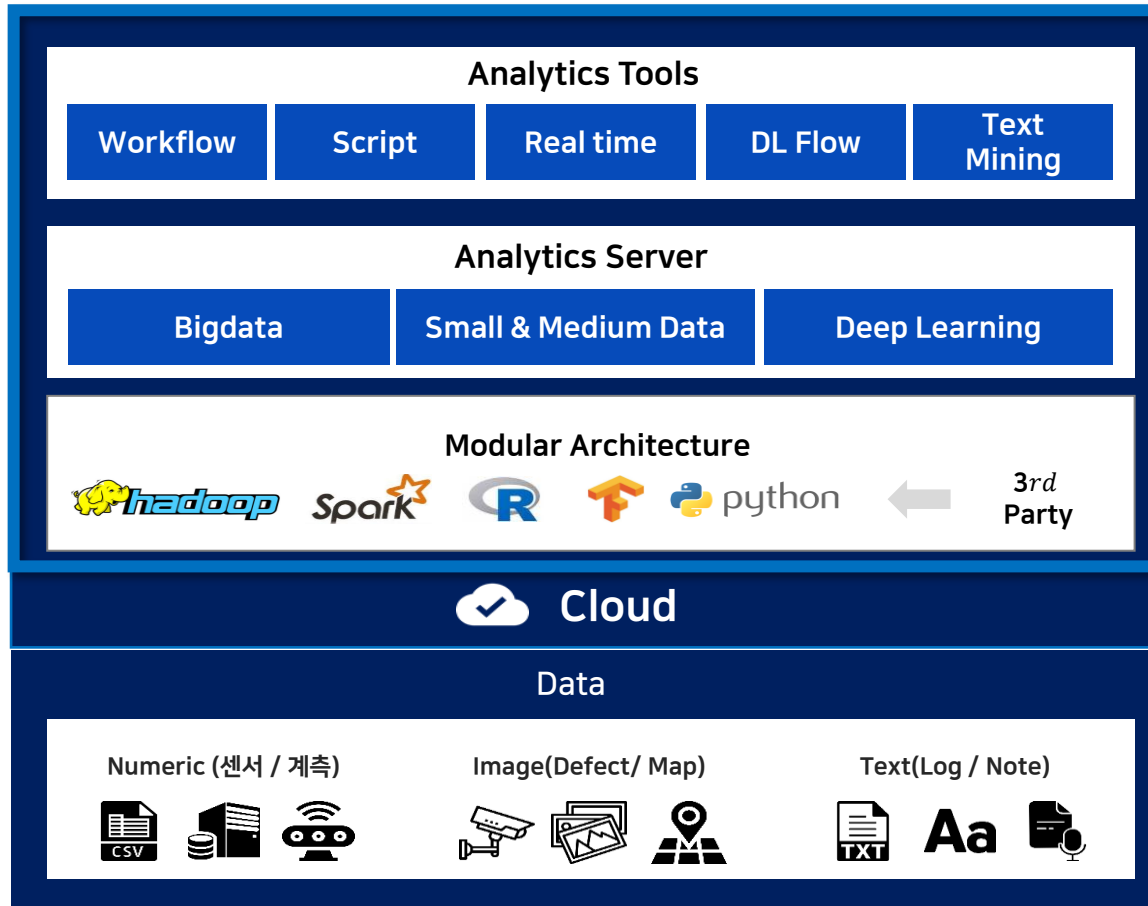 Analytics Tools
Workflow
Script
Real time
DL Flow
Text
Mining
Analytics Server
Bigdata
Small & Medium Data
Deep Learning
Modular Architecture
hadoop
Spark
R
python
3rd
Party
Cloud
Data
Numeric (센서 / 계측)
Image(Defect/ Map)
Text(Log / Note)
CSV
TXT
Aa